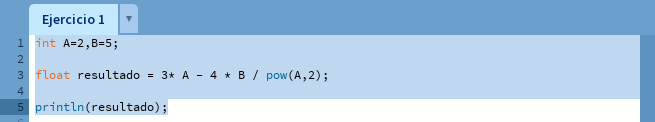 Ejercicio 1 ▼
1 int A=2,B=5;
2
3 float resultado = 3* A - 4 * B / pow(A,2);
4
5 println(resultado);